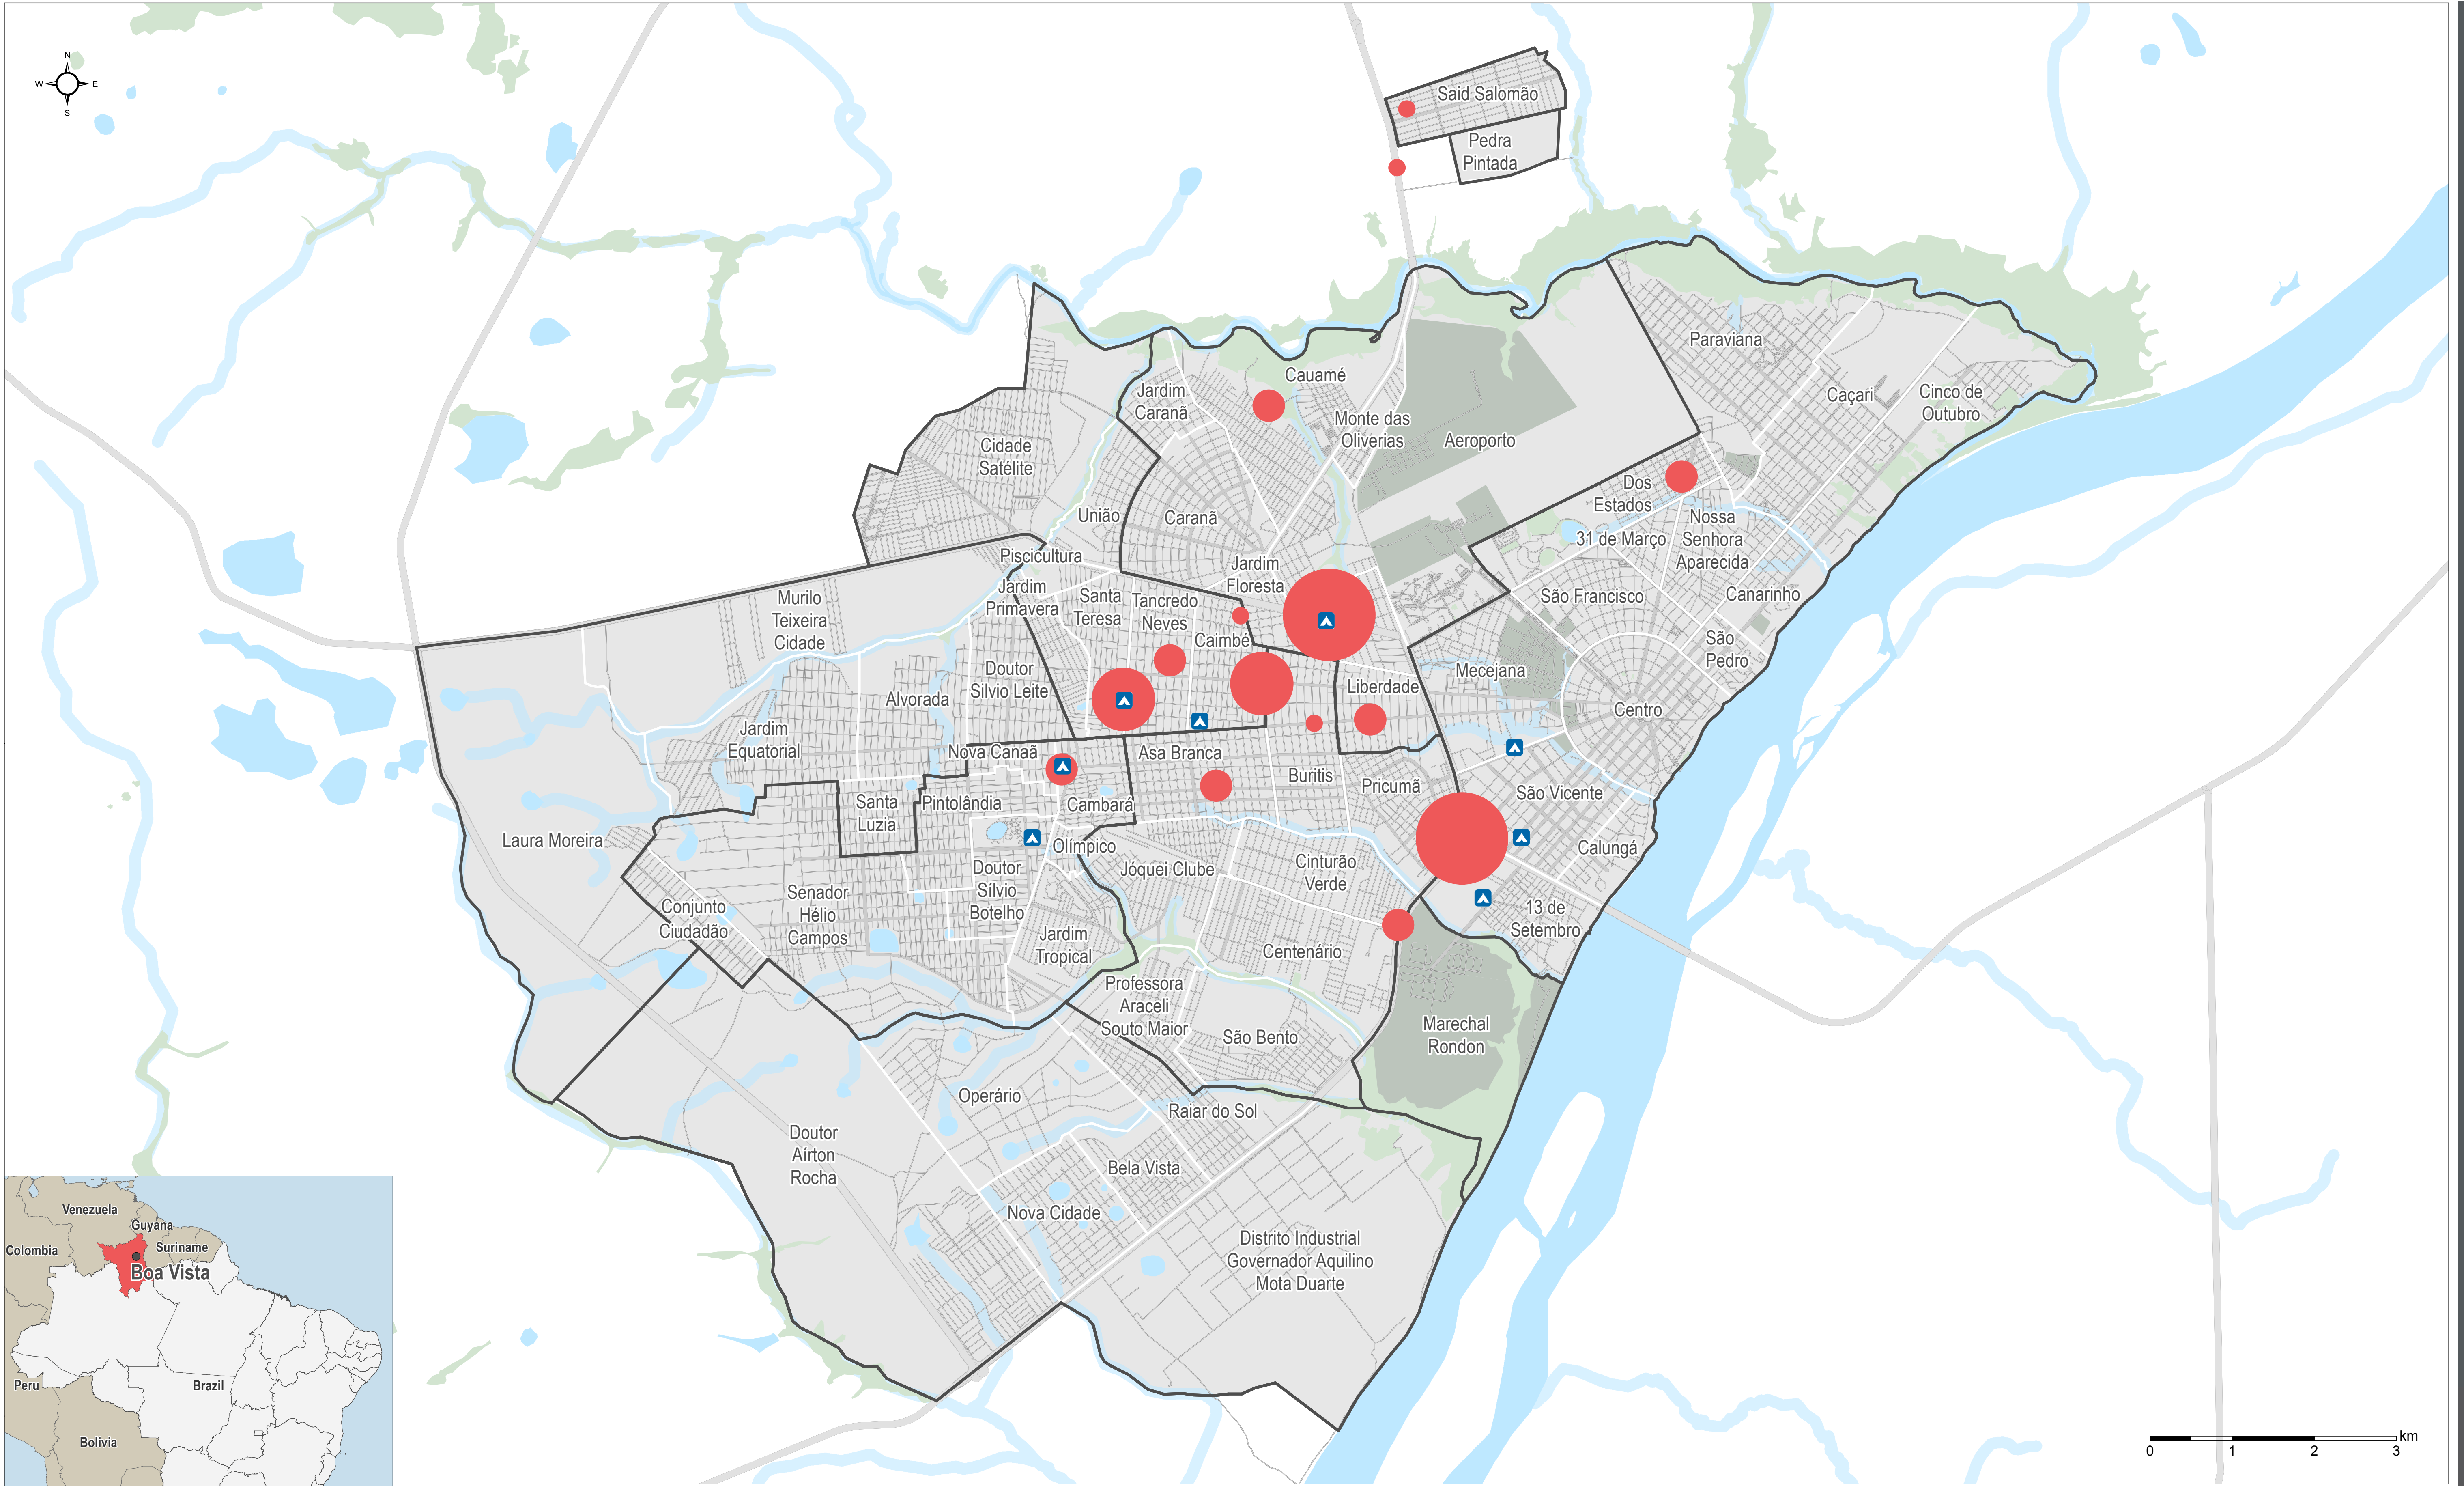 N
W
E
S
Said Salomão
Pedra
Pintada
Paraviana
Cauamé
Jardim
Caranã
Caçari
Cinco de
Outubro
Monte das
Oliverias
Aeroporto
Cidade
Satélite
Dos
Estados
União
Caranã
Nossa
Senhora
Aparecida
31 de Março
Piscicultura
Jardim
Floresta
Jardim
Primavera
Santa
Teresa
Tancredo
Neves
São Francisco
Canarinho
Murilo
Teixeira
Cidade
Caimbé
São
Pedro
Doutor
Silvio Leite
Mecejana
Liberdade
Alvorada
Centro
Jardim
Equatorial
Nova Canaã
Asa Branca
Buritis
Pricumã
São Vicente
Santa
Luzia
Pintolândia
Cambará
Laura Moreira
Olímpico
Calungá
Jóquei Clube
Cinturão
Verde
Doutor
Sílvio
Botelho
Senador
Hélio
Campos
Conjunto
Ciudadão
13 de
Setembro
Jardim
Tropical
Centenário
Professora
Araceli
Souto Maior
São Bento
Marechal
Rondon
Operário
Raiar do Sol
Doutor
Aírton
Rocha
Bela Vista
Nova Cidade
Distrito Industrial
Governador Aquilino
Mota Duarte
Venezuela
Guyana
Suriname
Colombia
Boa Vista
Peru
Brazil
Bolivia
km
0
1
2
3